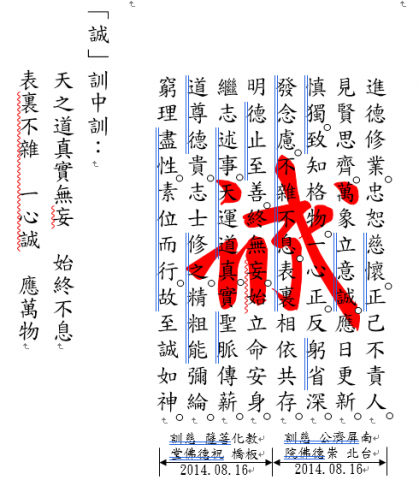 進德修業忠恕慈懷正己不責人
見賢思齊萬象立意誠應日更新
慎獨致知格物一心正反躬省深
發念慮不雜不息表裏相依共存
明德止至善終無妄始立命安身
繼志述事天運道真實聖脈傳薪
道尊德貴志士修之精粗能彌綸
窮理盡性素位而行故至誠如神
誠
南屏濟公 慈訓
台北 崇德佛院
2014.08.16
教化菩薩 慈訓
板橋 祝德佛堂
2014.08.16
「誠」訓中訓：
天之道真實無妄　始終不息
表裏不雜　一心誠　應萬物